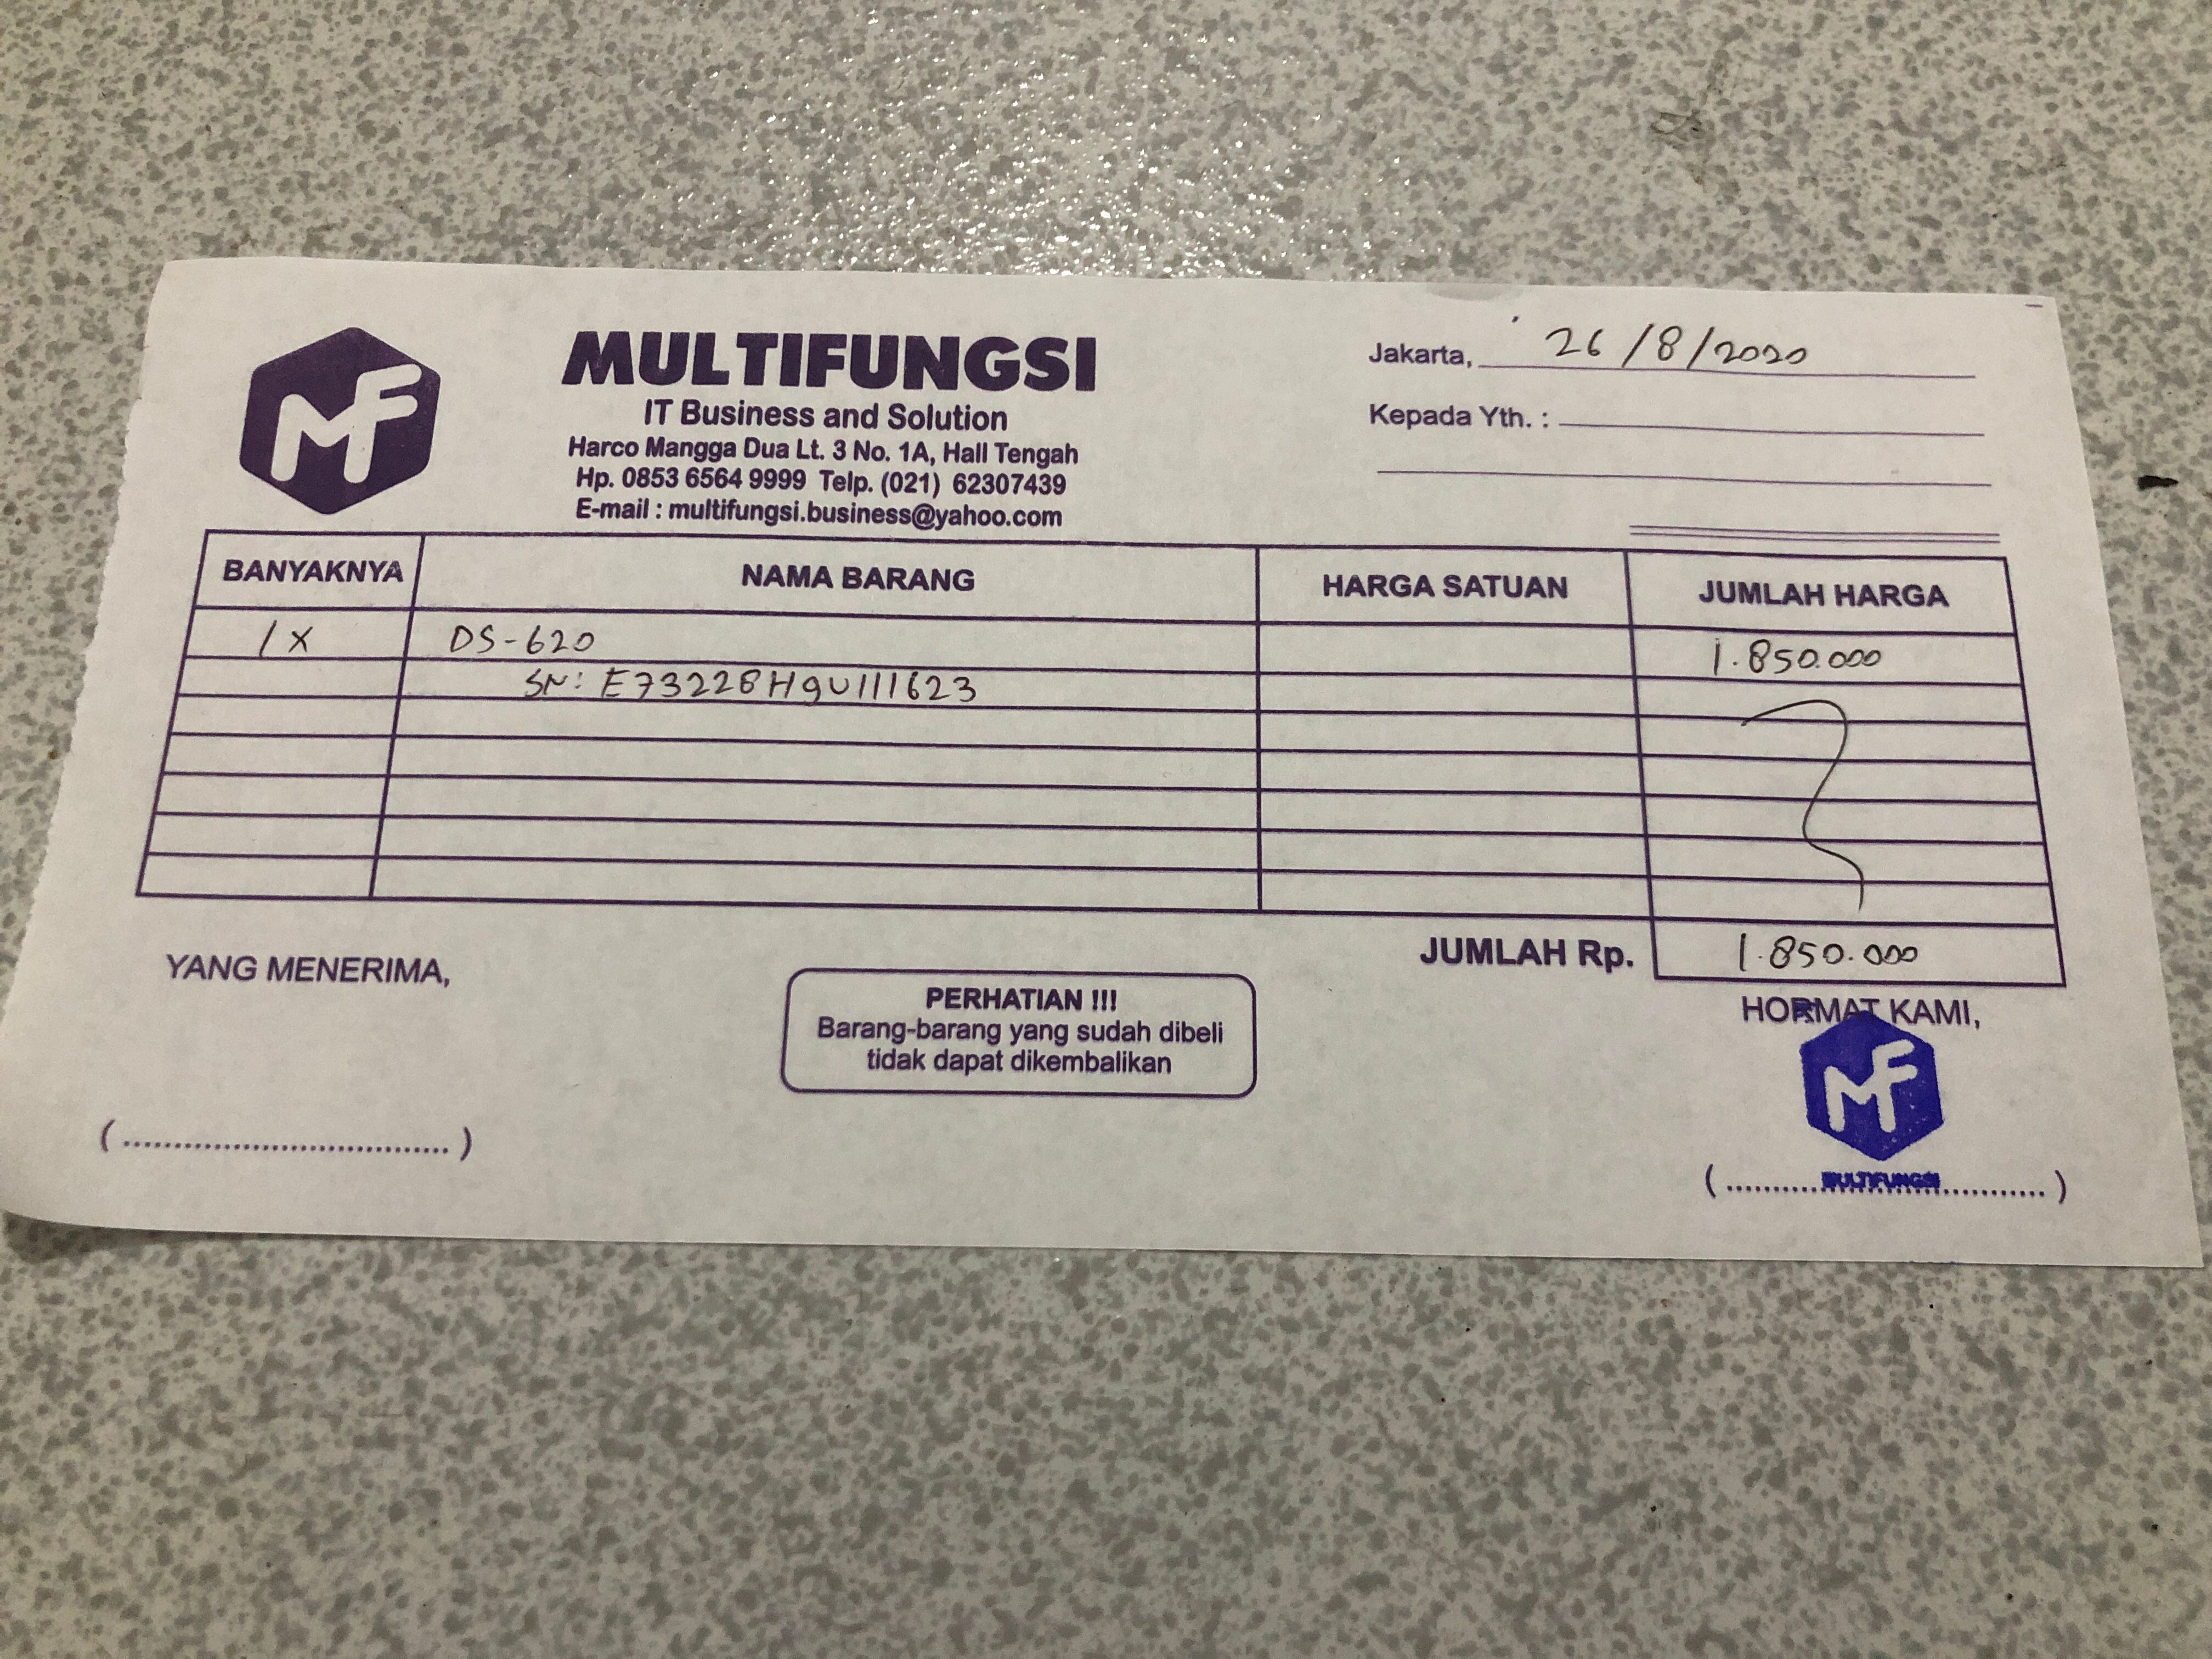 MF
MULTIFUNGSI
IT Business and Solution
Harco Mangga Dua Lt. 3 No. 1A, Hall Tengah
Hp. 0853 6564 9999 Telp. (021) 62307439
E-mail : multifungsi.business@yahoo.com
Jakarta, 26/8/2020
Kepada Yth. :
BANYAKNYA NAMA BARANG HARGA SATUAN JUMLAH HARGA
1X DS-620 1.850.000
SN: E73228H9U111623
JUMLAH Rp. 1.850.000
YANG MENERIMA,
PERHATIAN !!!
Barang-barang yang sudah dibeli
tidak dapat dikembalikan
HORMAT KAMI,
MF
MULTIFUNGSI